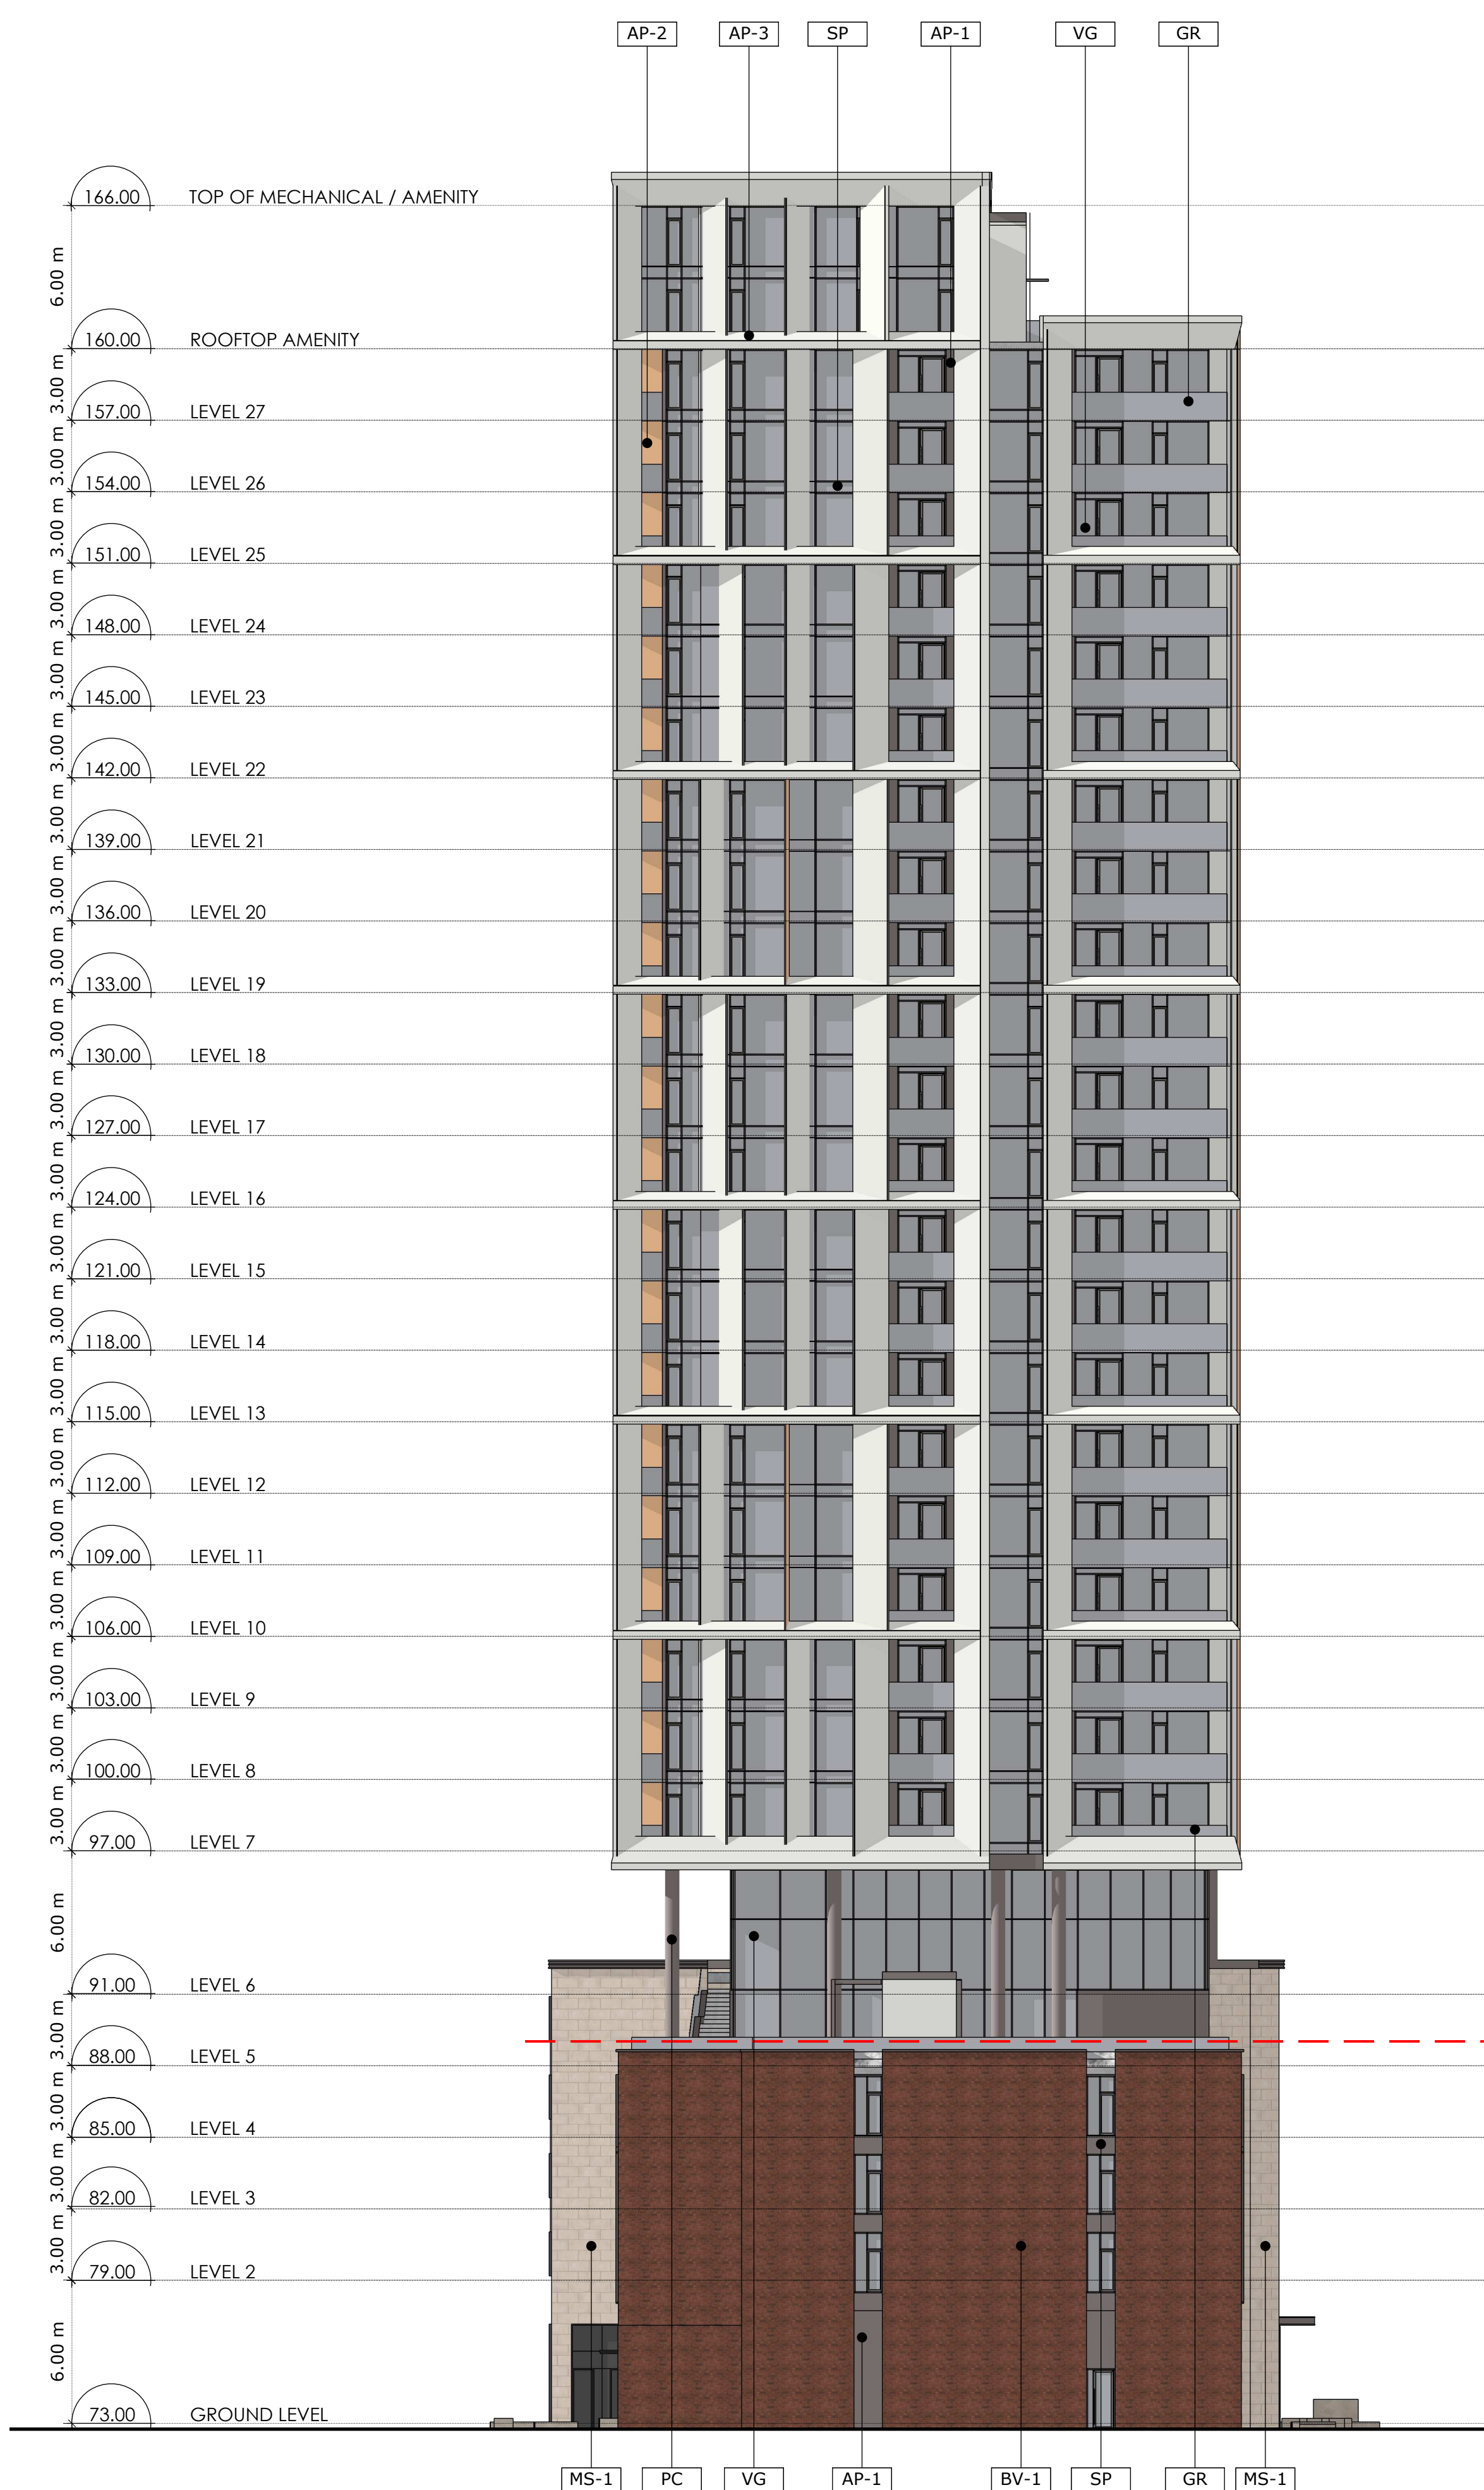 AP-2 AP-3 SP AP-1 VG GR
166.00 TOP OF MECHANICAL / AMENITY
6.00 m
160.00 ROOFTOP AMENITY
3.00 m
157.00 LEVEL 27
3.00 m
154.00 LEVEL 26
3.00 m
151.00 LEVEL 25
3.00 m
148.00 LEVEL 24
3.00 m
145.00 LEVEL 23
3.00 m
142.00 LEVEL 22
3.00 m
139.00 LEVEL 21
3.00 m
136.00 LEVEL 20
3.00 m
133.00 LEVEL 19
3.00 m
130.00 LEVEL 18
3.00 m
127.00 LEVEL 17
3.00 m
124.00 LEVEL 16
3.00 m
121.00 LEVEL 15
3.00 m
118.00 LEVEL 14
3.00 m
115.00 LEVEL 13
3.00 m
112.00 LEVEL 12
3.00 m
109.00 LEVEL 11
3.00 m
106.00 LEVEL 10
3.00 m
103.00 LEVEL 9
3.00 m
100.00 LEVEL 8
3.00 m
97.00 LEVEL 7
6.00 m
91.00 LEVEL 6
3.00 m
88.00 LEVEL 5
3.00 m
85.00 LEVEL 4
3.00 m
82.00 LEVEL 3
3.00 m
79.00 LEVEL 2
6.00 m
73.00 GROUND LEVEL
MS-1 PC VG AP-1 BV-1 SP GR MS-1